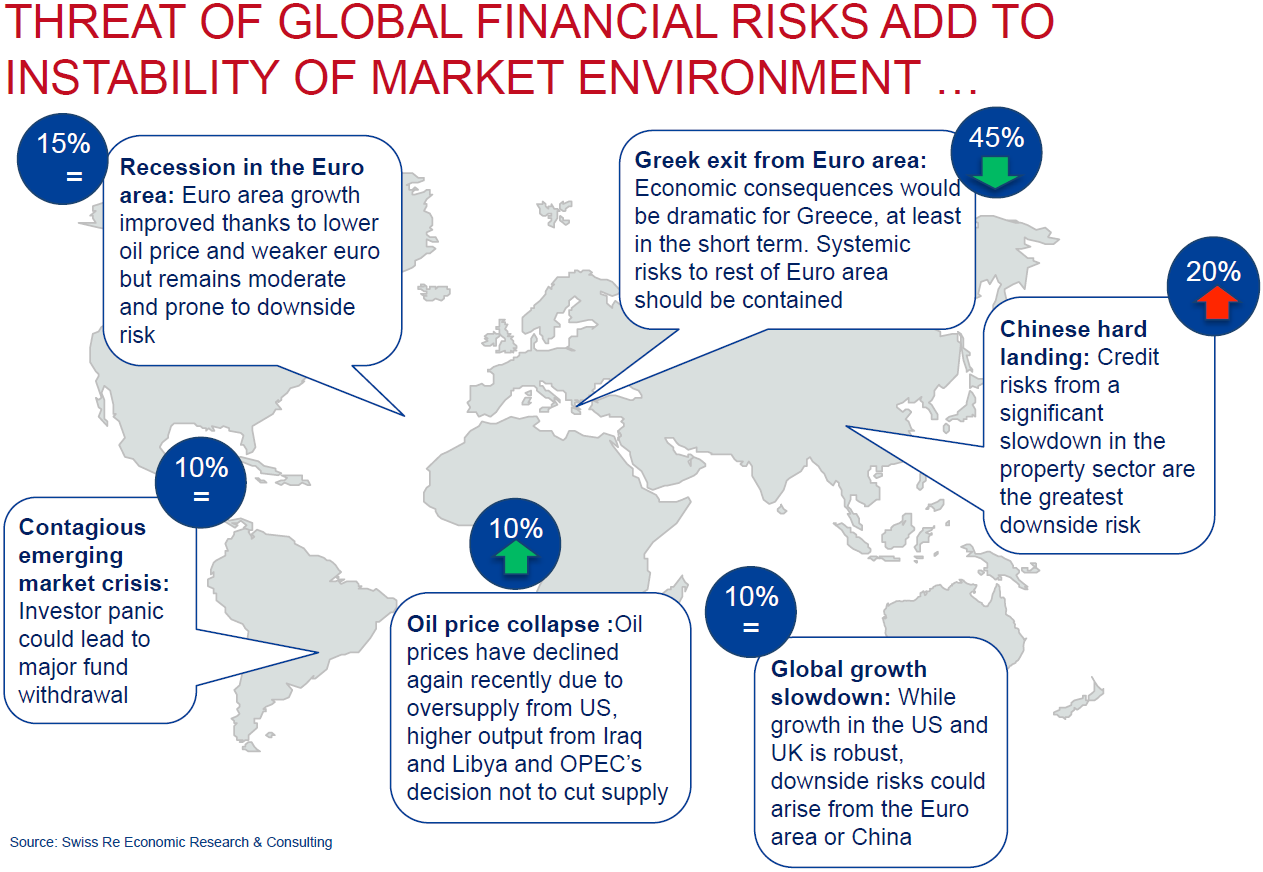 THREAT OF GLOBAL FINANCIAL RISKS ADD TO
INSTABILITY OF MARKET ENVIRONMENT …
15%
=
Recession in the Euro
area: Euro area growth
improved thanks to lower
oil price and weaker euro
but remains moderate
and prone to downside
risk
45%
Greek exit from Euro area:
Economic consequences would
be dramatic for Greece, at least
in the short term. Systemic
risks to rest of Euro area
should be contained
20%
Chinese hard
landing: Credit
risks from a
significant
slowdown in the
property sector are
the greatest
downside risk
10%
=
Contagious
emerging
market crisis:
Investor panic
could lead to
major fund
withdrawal
10%
Oil price collapse :Oil
prices have declined
again recently due to
oversupply from US,
higher output from Iraq
and Libya and OPEC’s
decision not to cut supply
10%
=
Global growth
slowdown: While
growth in the US and
UK is robust,
downside risks could
arise from the Euro
area or China
Source: Swiss Re Economic Research & Consulting